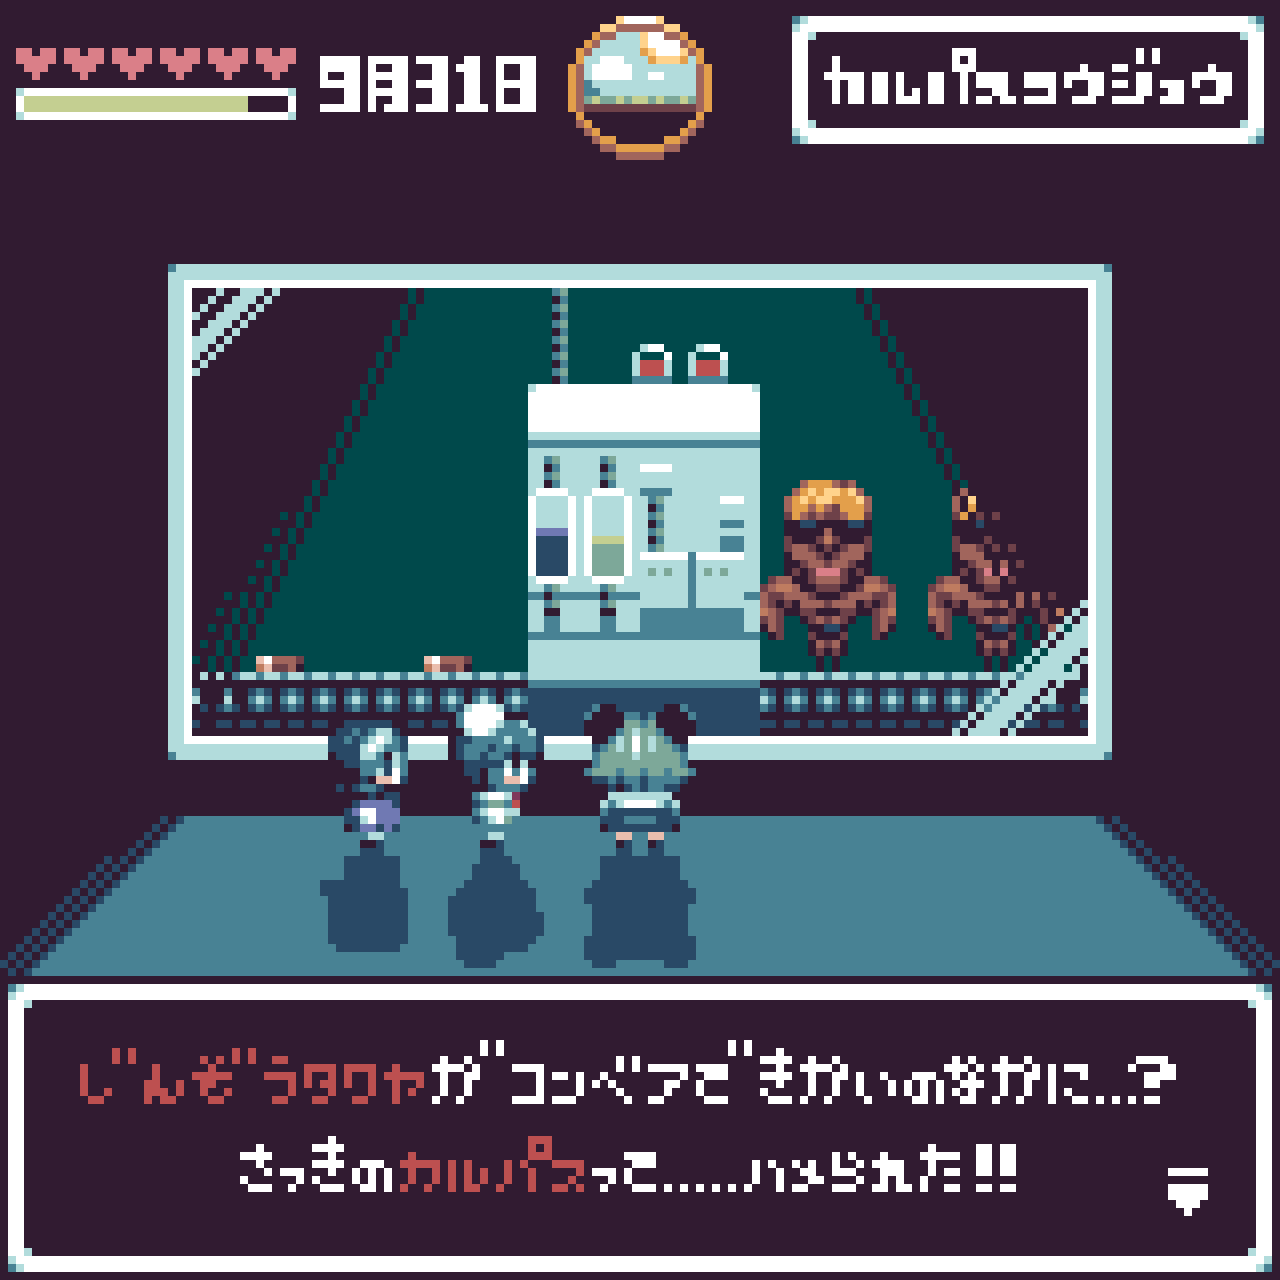 9月31日
カルパスコウジョウ
じんぞうタクヤがコンベアできかいのなかに...?
さっきのカルパスって.....ハメられた!!